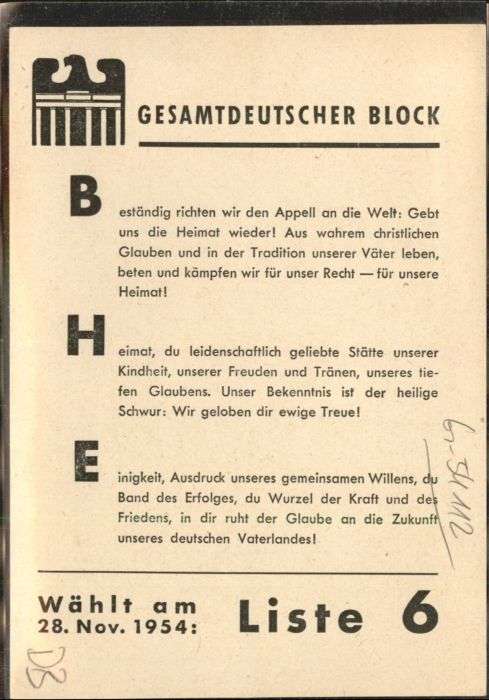 GESAMTDEUTSCHER BLOCK
Beständig richten wir den Appell an die Welt: Gebt
uns die Heimat wieder! Aus wahrem christlichen
Glauben und in der Tradition unserer Väter leben,
beten und kämpfen wir für unser Recht — für unsere
Heimat!
Heimat, du leidenschaftlich geliebte Stätte unserer
Kindheit, unserer Freuden und Tränen, unseres tie-
fen Glaubens. Unser Bekenntnis ist der heilige
Schwur: Wir geloben dir ewige Treue!
Einigkeit, Ausdruck unseres gemeinsamen Willens, du
Band des Erfolges, du Wurzel der Kraft und des
Friedens, in dir ruht der Glaube an die Zukunft
unseres deutschen Vaterlandes!
Wählt am
28. Nov. 1954:
Liste 6